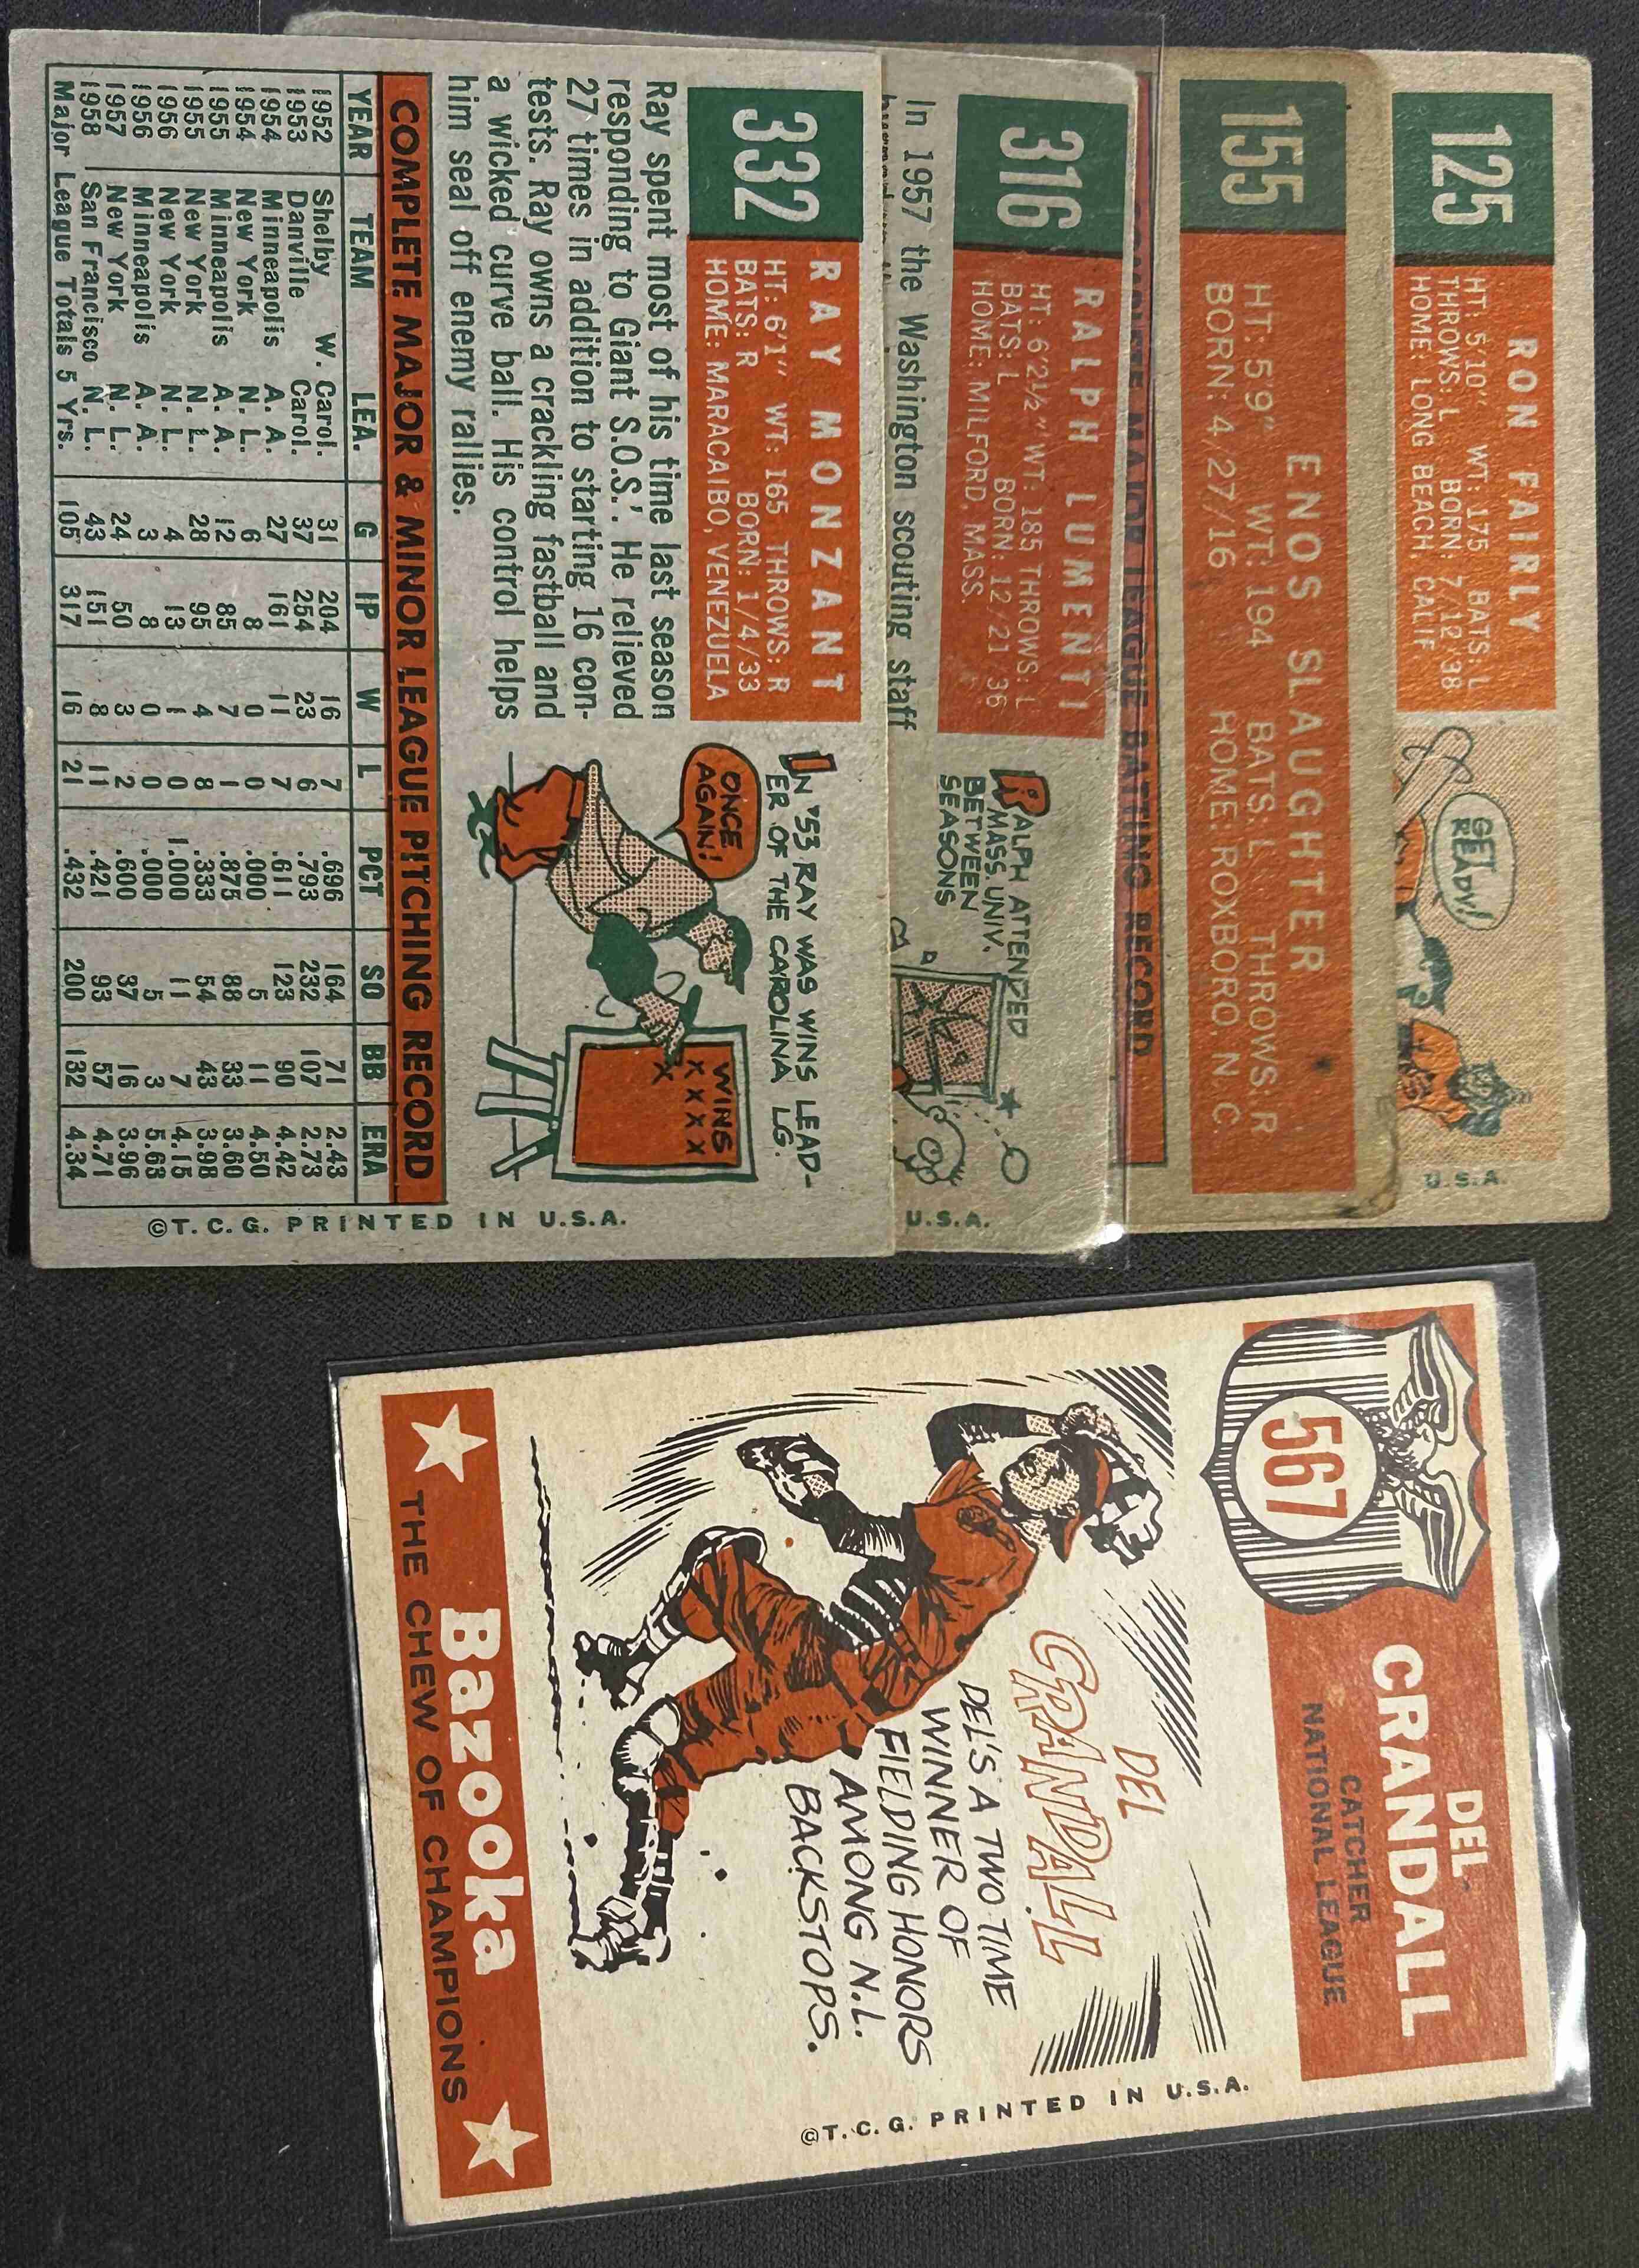 125
RON FAIRLY
HT: 5'10" WT: 175 BATS: L
THROWS: L BORN: 7/12/38
HOME: LONG BEACH, CALIF
GET READY!
U.S.A.
155
ENOS SLAUGHTER
HT: 5'9" WT: 194 BATS: L THROWS: R
BORN: 4/27/16 HOME: ROXBORO, N.C.
COMPLETE MAJOR LEAGUE BATTING RECORD
316
RALPH LUMENTI
HT: 6'2½" WT: 185 THROWS: L
BATS: L BORN: 12/21/36
HOME: MILFORD, MASS.
RALPH ATTENDED
MASS. UNIV.
BETWEEN
SEASONS
In 1957 the Washington scouting staff
U.S.A.
332
RAY MONZANT
HT: 6'1" WT: 165 THROWS: R
BATS: R BORN: 1/4/33
HOME: MARACAIBO, VENEZUELA
IN '53 RAY WAS WINS LEAD-
ER OF THE CAROLINA LG.
ONCE
AGAIN!
WINS
X X X X
X
Ray spent most of his time last season
responding to Giant S.O.S.'. He relieved
27 times in addition to starting 16 con-
tests. Ray owns a crackling fastball and
a wicked curve ball. His control helps
him seal off enemy rallies.
COMPLETE MAJOR & MINOR LEAGUE PITCHING RECORD
YEAR TEAM LEA. G IP W L PCT SO BB ERA
1952 Shelby W. Carol. 31 204 16 7 .696 164 71 2.43
1953 Danville Carol. 37 254 23 6 .793 232 107 2.73
1954 Minneapolis A. A. 27 161 11 7 .611 123 90 4.42
1954 New York N. L. 6 8 0 0 .000 5 11 4.50
1955 Minneapolis A. A. 12 85 7 1 .875 88 33 3.60
1955 New York N. L. 28 95 4 8 .333 54 43 3.98
1956 New York N. L. 4 13 1 0 1.000 11 7 4.15
1956 Minneapolis A. A. 3 8 0 0 .000 5 3 5.63
1957 New York N. L. 24 50 3 2 .600 37 16 3.96
1958 San Francisco N. L. 43 151 8 11 .421 93 57 4.71
Major League Totals 5 Yrs. 105 317 16 21 .432 200 132 4.34
©T. C. G. PRINTED IN U.S.A.
567
DEL
CRANDALL
CATCHER
NATIONAL LEAGUE
DEL
CRANDALL
DEL'S A TWO TIME
WINNER OF
FIELDING HONORS
AMONG N.L.
BACKSTOPS.
Bazooka
THE CHEW OF CHAMPIONS
©T. C. G. PRINTED IN U.S.A.